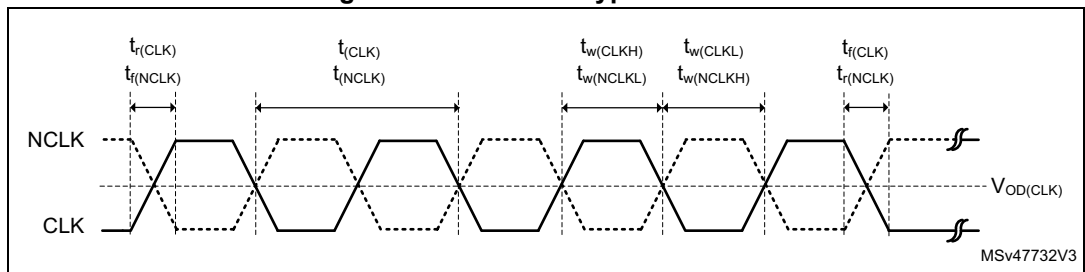 t_r(CLK) t_(CLK) t_w(CLKH) t_w(CLKL) t_f(CLK)
t_f(NCLK) t_(NCLK) t_w(NCLKL) t_w(NCLKH) t_r(NCLK)
NCLK
V_OD(CLK)
CLK
MSv47732V3